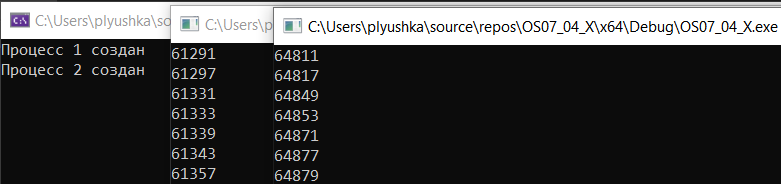 C:\Users\plyushka\so
Процесс 1 создан
Процесс 2 создан
C:\Users\p
61291
61297
61331
61333
61339
61343
61357
C:\Users\plyushka\source\repos\OS07_04_X\x64\Debug\OS07_04_X.exe
64811
64817
64849
64853
64871
64877
64879